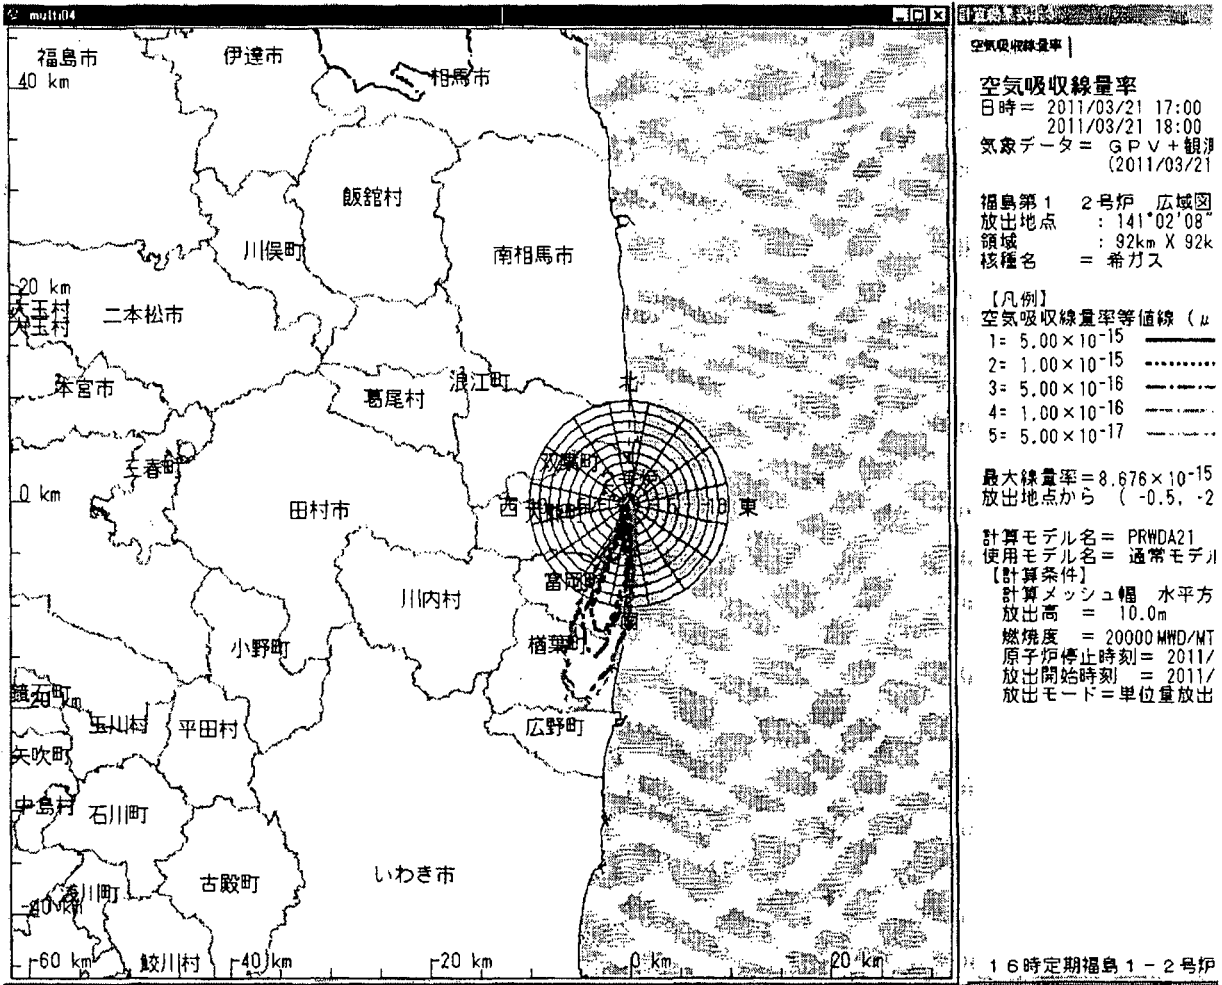 multi04
福島市
伊達市
相馬市
40 km
飯舘村
川俣町
南相馬市
20 km
大玉村
大玉村
二本松市
本宮市
葛尾村
浪江町
北
三春町
双葉町
0 km
田村市
西
東
富岡町
川内村
南
楢葉町
小野町
鏡石町
-20 km
玉川村
平田村
広野町
矢吹町
中島村
石川町
いわき市
古殿町
浅川町
-40 km
鮫川村
-60 km
-40 km
-20 km
0 km
20 km
空気吸収線量率
空気吸収線量率
日時= 2011/03/21 17:00
2011/03/21 18:00
気象データ= GPV+観測
(2011/03/21
福島第1 2号炉 広域図
放出地点 : 141°02'08"
領域 : 92km X 92k
核種名 = 希ガス
【凡例】
空気吸収線量率等値線 (μ
1= 5.00×10-15
2= 1.00×10-15
3= 5.00×10-16
4= 1.00×10-16
5= 5.00×10-17
最大線量率=8.676×10-15
放出地点から ( -0.5, -2
計算モデル名= PRWDA21
使用モデル名= 通常モデル
【計算条件】
計算メッシュ幅 水平方
放出高 = 10.0m
燃焼度 = 20000MWD/MT
原子炉停止時刻= 2011/
放出開始時刻 = 2011/
放出モード=単位量放出
16時定期福島1-2号炉